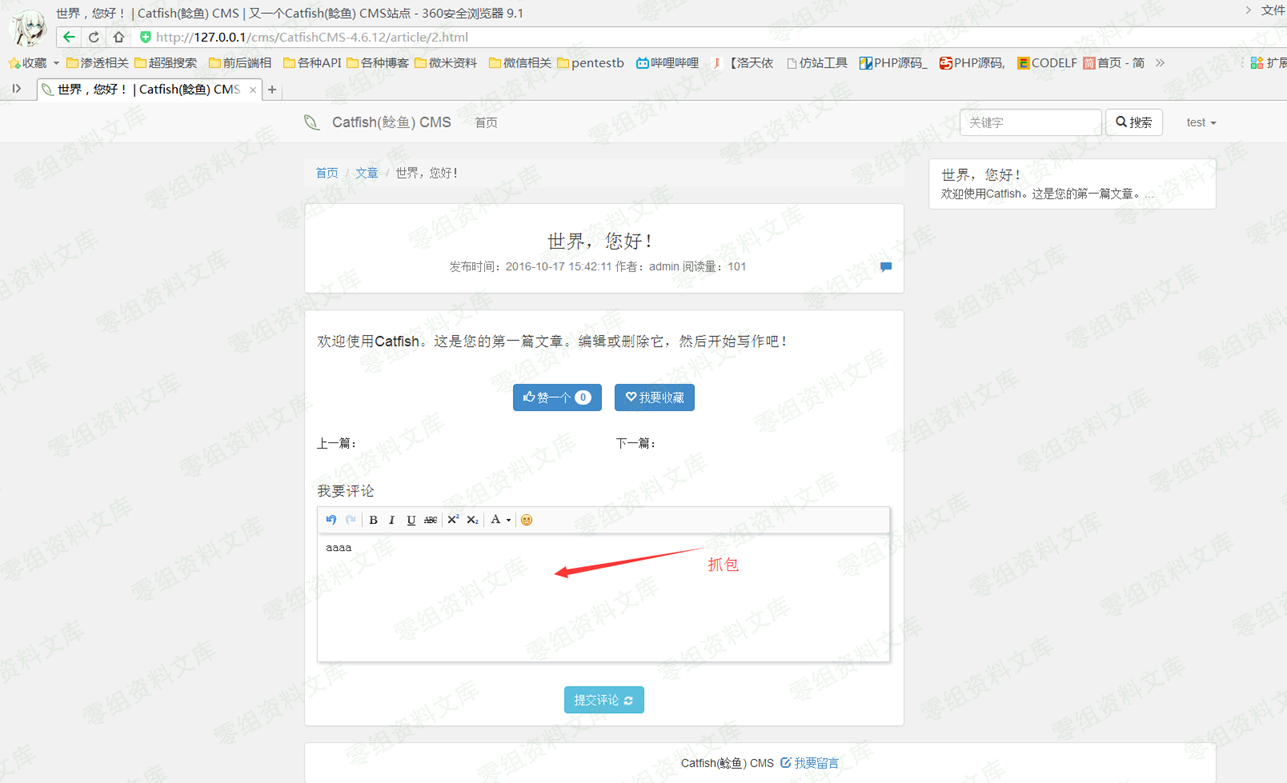 世界，您好！ | Catfish(鲶鱼) CMS | 又一个Catfish(鲶鱼) CMS站点 - 360安全浏览器 9.1
文件
http://127.0.0.1/cms/CatfishCMS-4.6.12/article/2.html
收藏 渗透相关 超强搜索 前后端相 各种API 各种博客 微米资料 微信相关 pentestb 哔哩哔哩 【洛天依 仿站工具 PHP源码_ PHP源码, CODELF 首页 - 简 扩展
世界，您好！ | Catfish(鲶鱼) CMS
Catfish(鲶鱼) CMS 首页 关键字 搜索 test
首页 / 文章 / 世界，您好！
世界，您好！
欢迎使用Catfish。这是您的第一篇文章。...
世界，您好！
发布时间：2016-10-17 15:42:11 作者：admin 阅读量：101
欢迎使用Catfish。这是您的第一篇文章。编辑或删除它，然后开始写作吧！
赞一个 0 我要收藏
上一篇： 下一篇：
我要评论
B I U ABC X² X₂ A
aaaa
抓包
提交评论
Catfish(鲶鱼) CMS 我要留言
零组资料文库